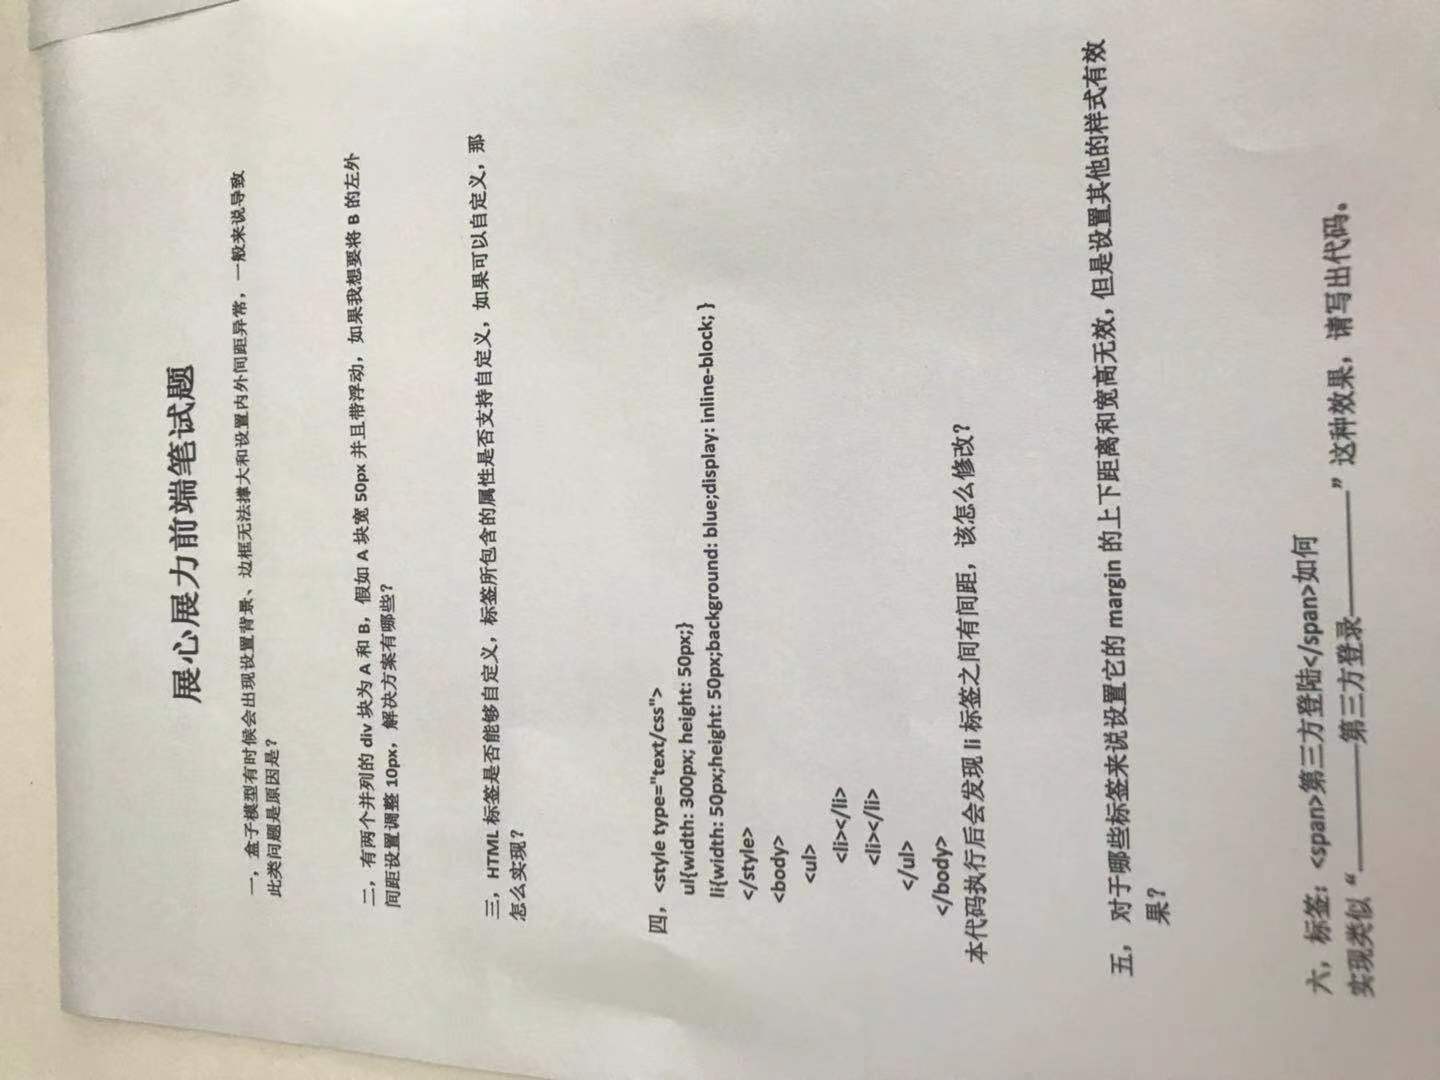 展心展力前端笔试题
一，盒子模型有时候会出现设置背景、边框无法撑大和设置内外间距异常，一般来说导致
此类问题是原因是？
二，有两个并列的 div 块为 A 和 B，假如 A 块宽 50px 并且带浮动，如果我想要将 B 的左外
间距设置调整 10px，解决方案有哪些？
三，HTML 标签是否能够自定义，标签所包含的属性是否支持自定义，如果可以自定义，那
怎么实现？
四，<style type="text/css">
ul{width: 300px; height: 50px;}
li{width: 50px;height: 50px;background: blue;display: inline-block; }
</style>
<body>
<ul>
<li></li>
<li></li>
</ul>
</body>
本代码执行后会发现 li 标签之间有间距，该怎么修改？
五，对于哪些标签来说设置它的 margin 的上下距离和宽高无效，但是设置其他的样式有效
果？
六，标签：<span>第三方登陆</span>如何
实现类似“————第三方登录————”这种效果，请写出代码。